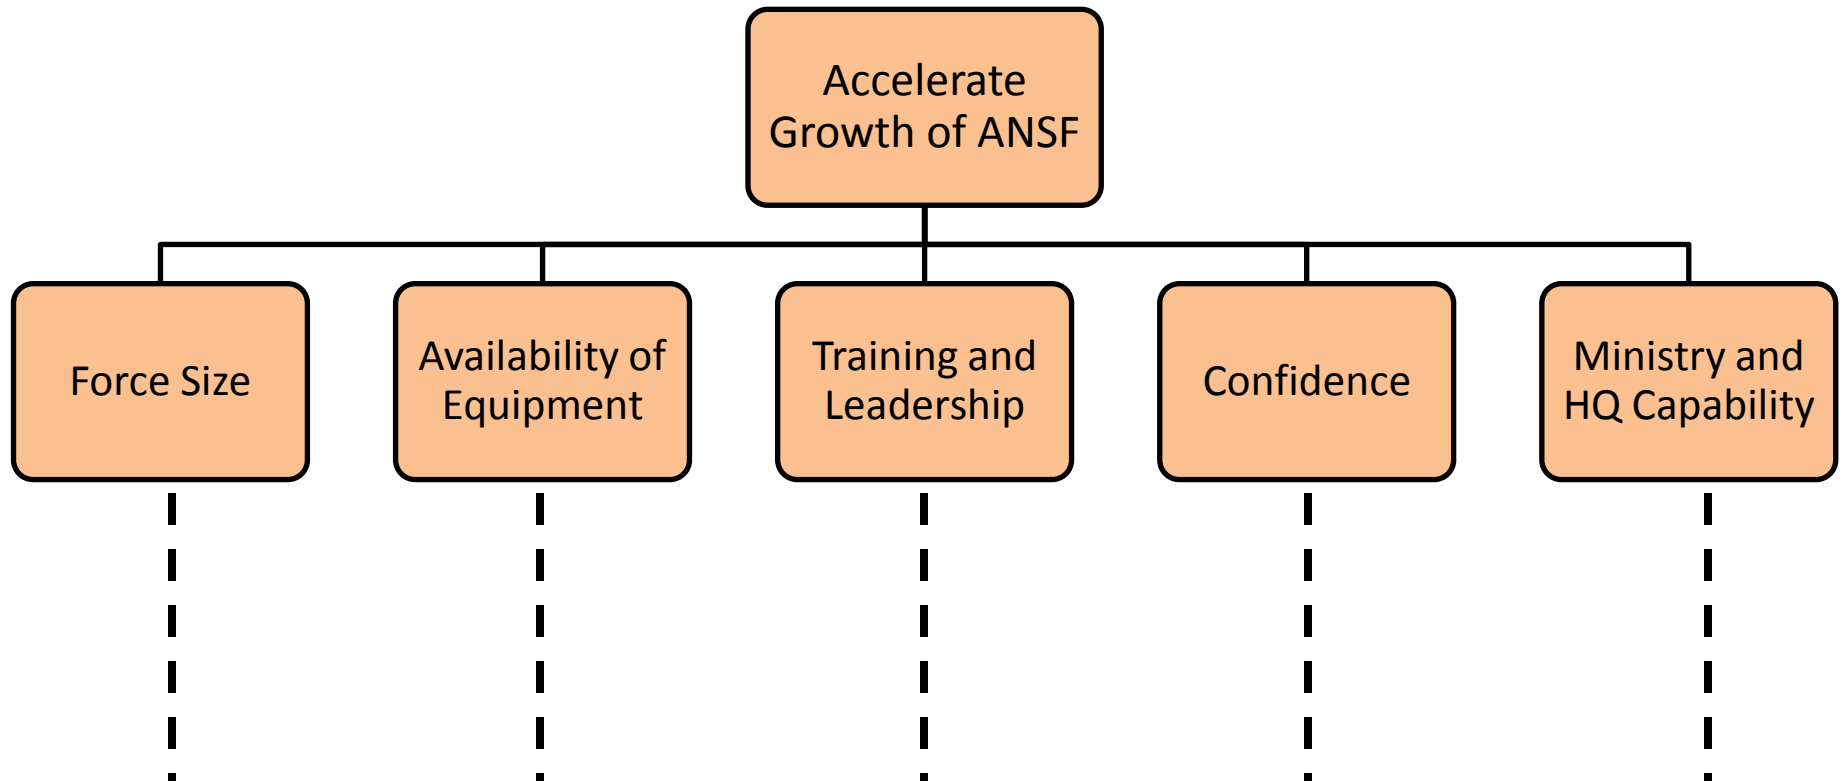 Accelerate
Growth of ANSF
Force Size
Availability of
Equipment
Training and
Leadership
Confidence
Ministry and
HQ Capability